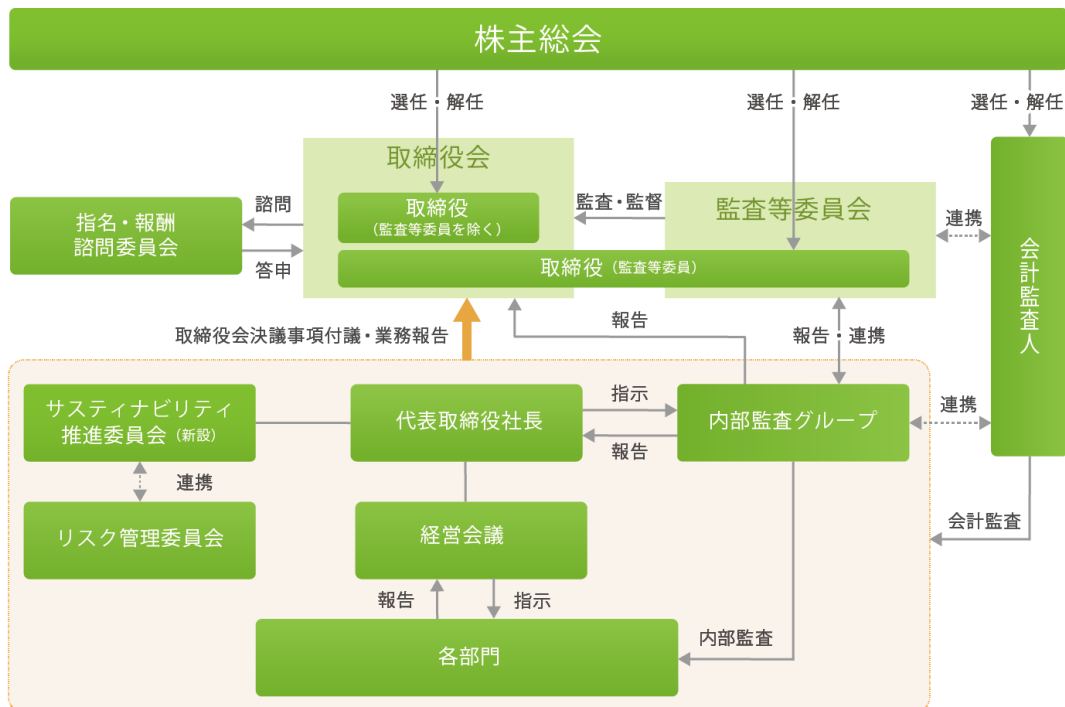 株主総会
選任・解任
選任・解任
選任・解任
取締役会
取締役
（監査等委員を除く）
監査・監督
監査等委員会
取締役（監査等委員）
指名・報酬
諮問委員会
諮問
答申
連携
会計監査人
取締役会決議事項付議・業務報告
報告
報告・連携
サスティナビリティ
推進委員会（新設）
代表取締役社長
指示
報告
内部監査グループ
連携
連携
リスク管理委員会
経営会議
会計監査
報告
指示
各部門
内部監査